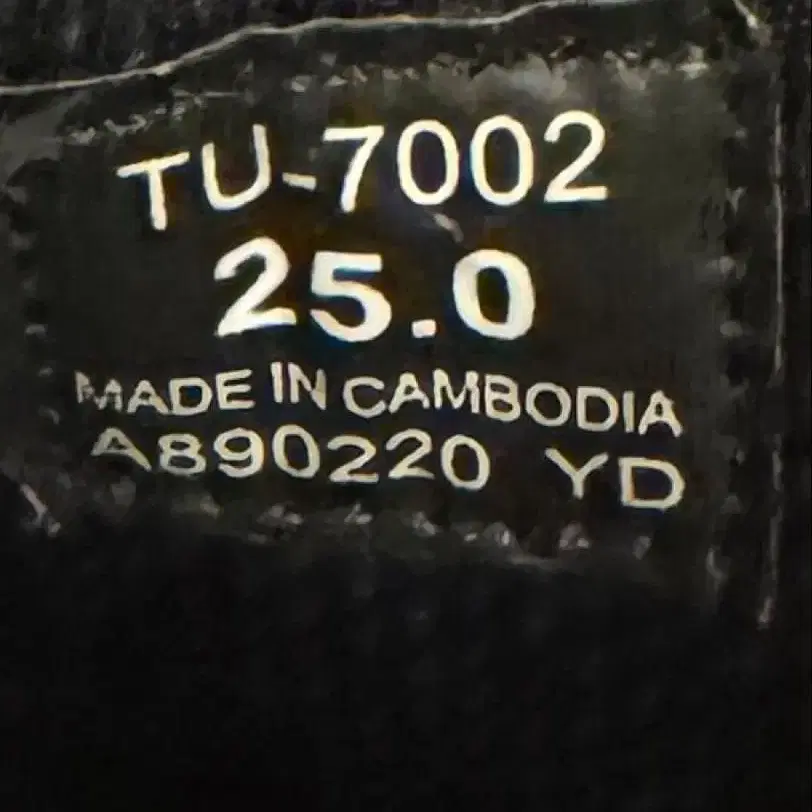 TU-7002
25.0
MADE IN CAMBODIA
A890220 YD